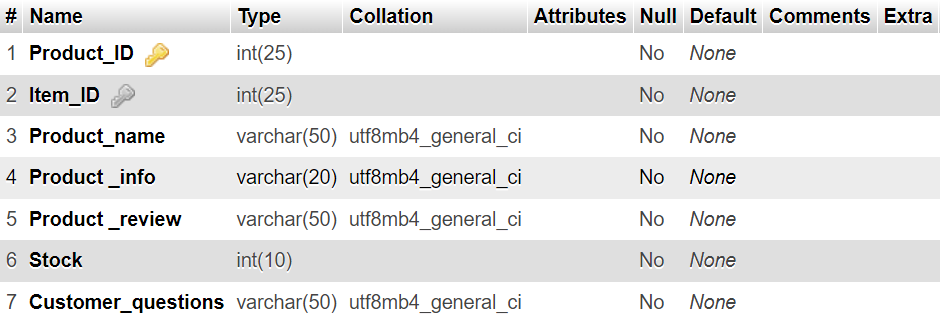 # Name Type Collation Attributes Null Default Comments Extra
1 Product_ID int(25) No None
2 Item_ID int(25) No None
3 Product_name varchar(50) utf8mb4_general_ci No None
4 Product _info varchar(20) utf8mb4_general_ci No None
5 Product _review varchar(50) utf8mb4_general_ci No None
6 Stock int(10) No None
7 Customer_questions varchar(50) utf8mb4_general_ci No None